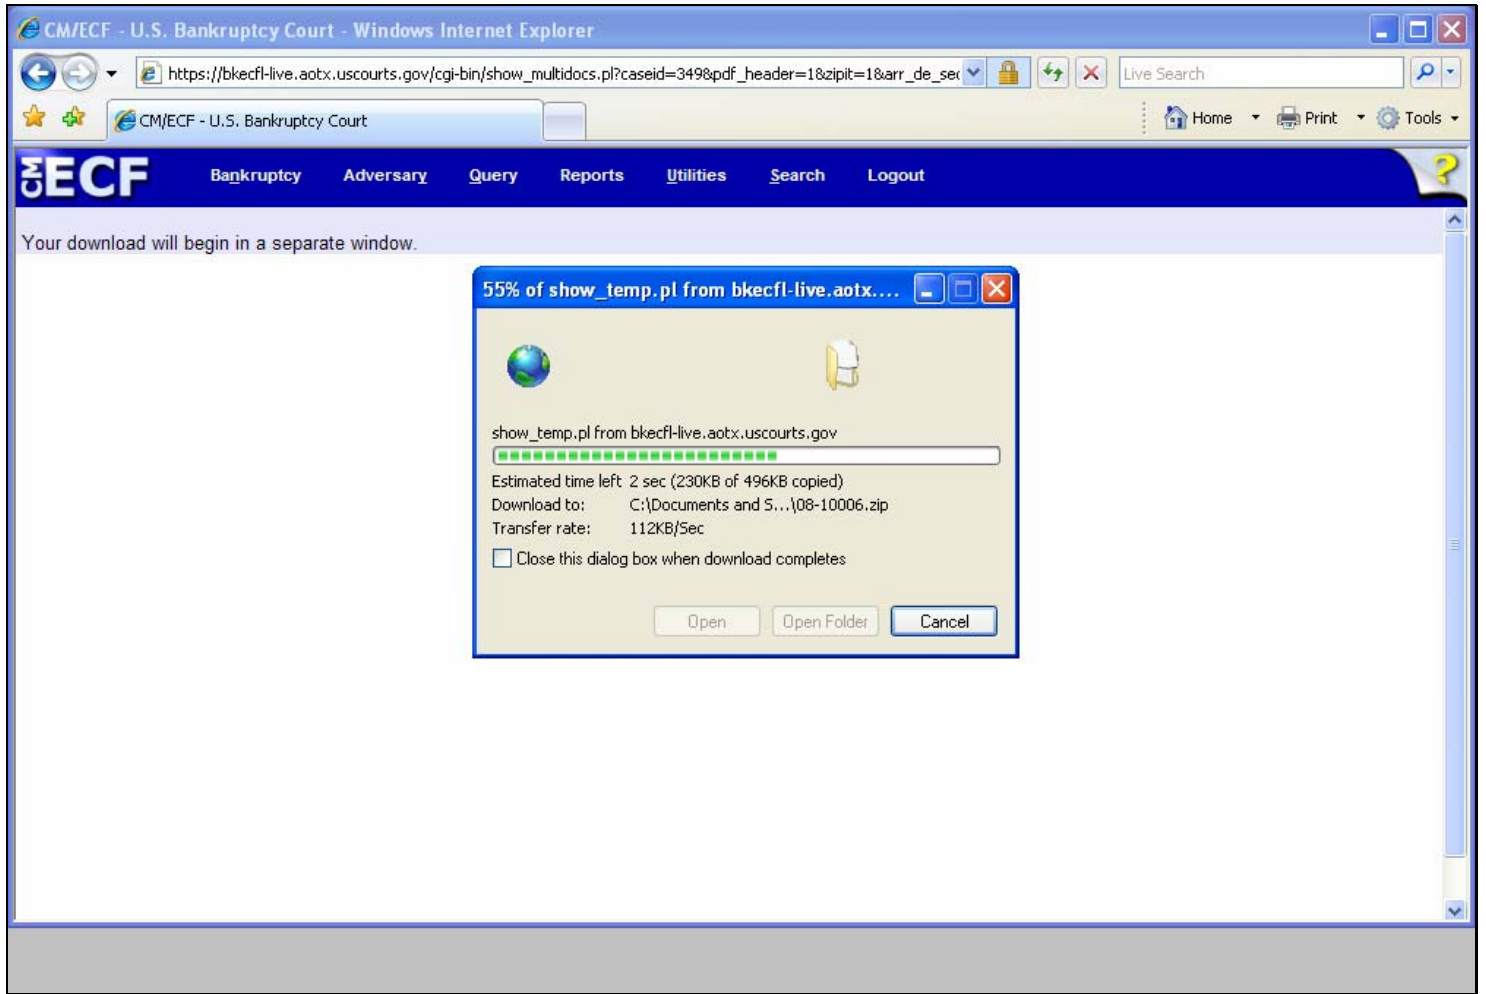 CM/ECF - U.S. Bankruptcy Court - Windows Internet Explorer
https://bkecfl-live.aotx.uscourts.gov/cgi-bin/show_multidocs.pl?caseid=349&pdf_header=1&zipit=1&arr_de_sec
Live Search
CM/ECF - U.S. Bankruptcy Court
Home Print Tools
CM ECF Bankruptcy Adversary Query Reports Utilities Search Logout ?
Your download will begin in a separate window.
55% of show_temp.pl from bkecfl-live.aotx....
show_temp.pl from bkecfl-live.aotx.uscourts.gov
Estimated time left 2 sec (230KB of 496KB copied)
Download to: C:\Documents and S...\08-10006.zip
Transfer rate: 112KB/Sec
Close this dialog box when download completes
Open Open Folder Cancel